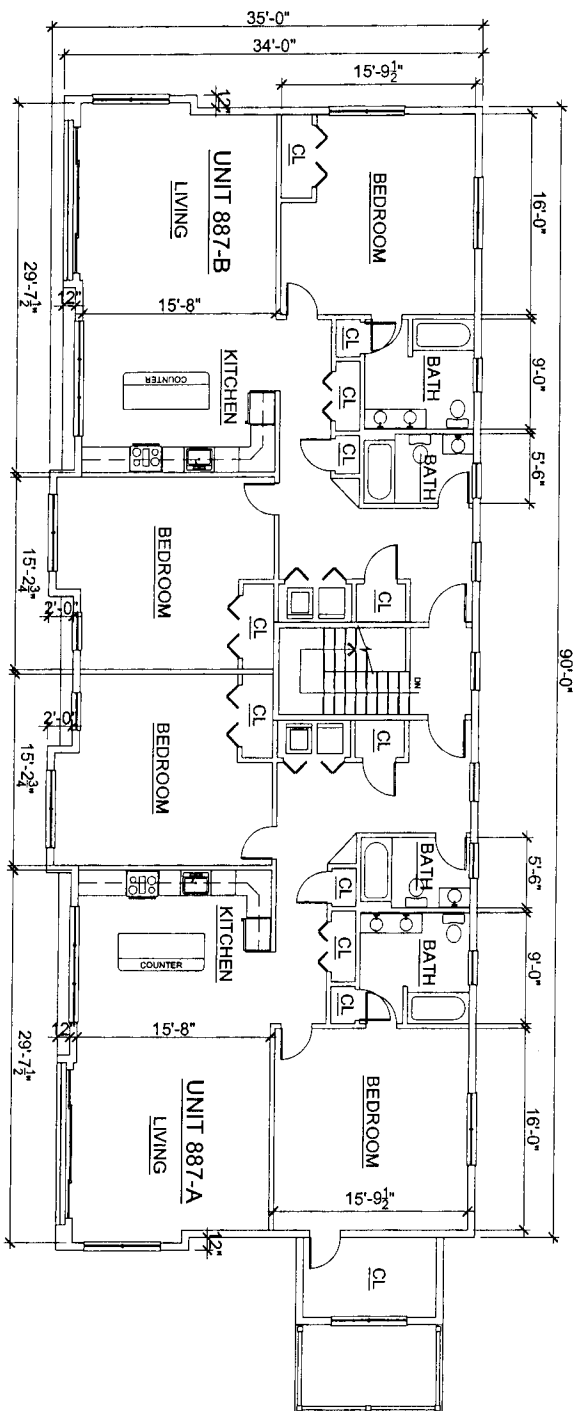 35'-0"
34'-0"
15'-9½"
12"
90'-0"
16'-0"
9'-0"
5'-6"
5'-6"
9'-0"
16'-0"
CL
BEDROOM
UNIT 887-B
LIVING
15'-8"
12"
29'-7½"
CL
CL
BATH
KITCHEN
COUNTER
CL
BATH
BEDROOM
CL
CL
15'-2¾"
2'-0"
DN
BEDROOM
CL
CL
2'-0"
15'-2¾"
BATH
CL
KITCHEN
COUNTER
CL
BATH
CL
BEDROOM
15'-9½"
UNIT 887-A
LIVING
15'-8"
12"
29'-7½"
12"
CL